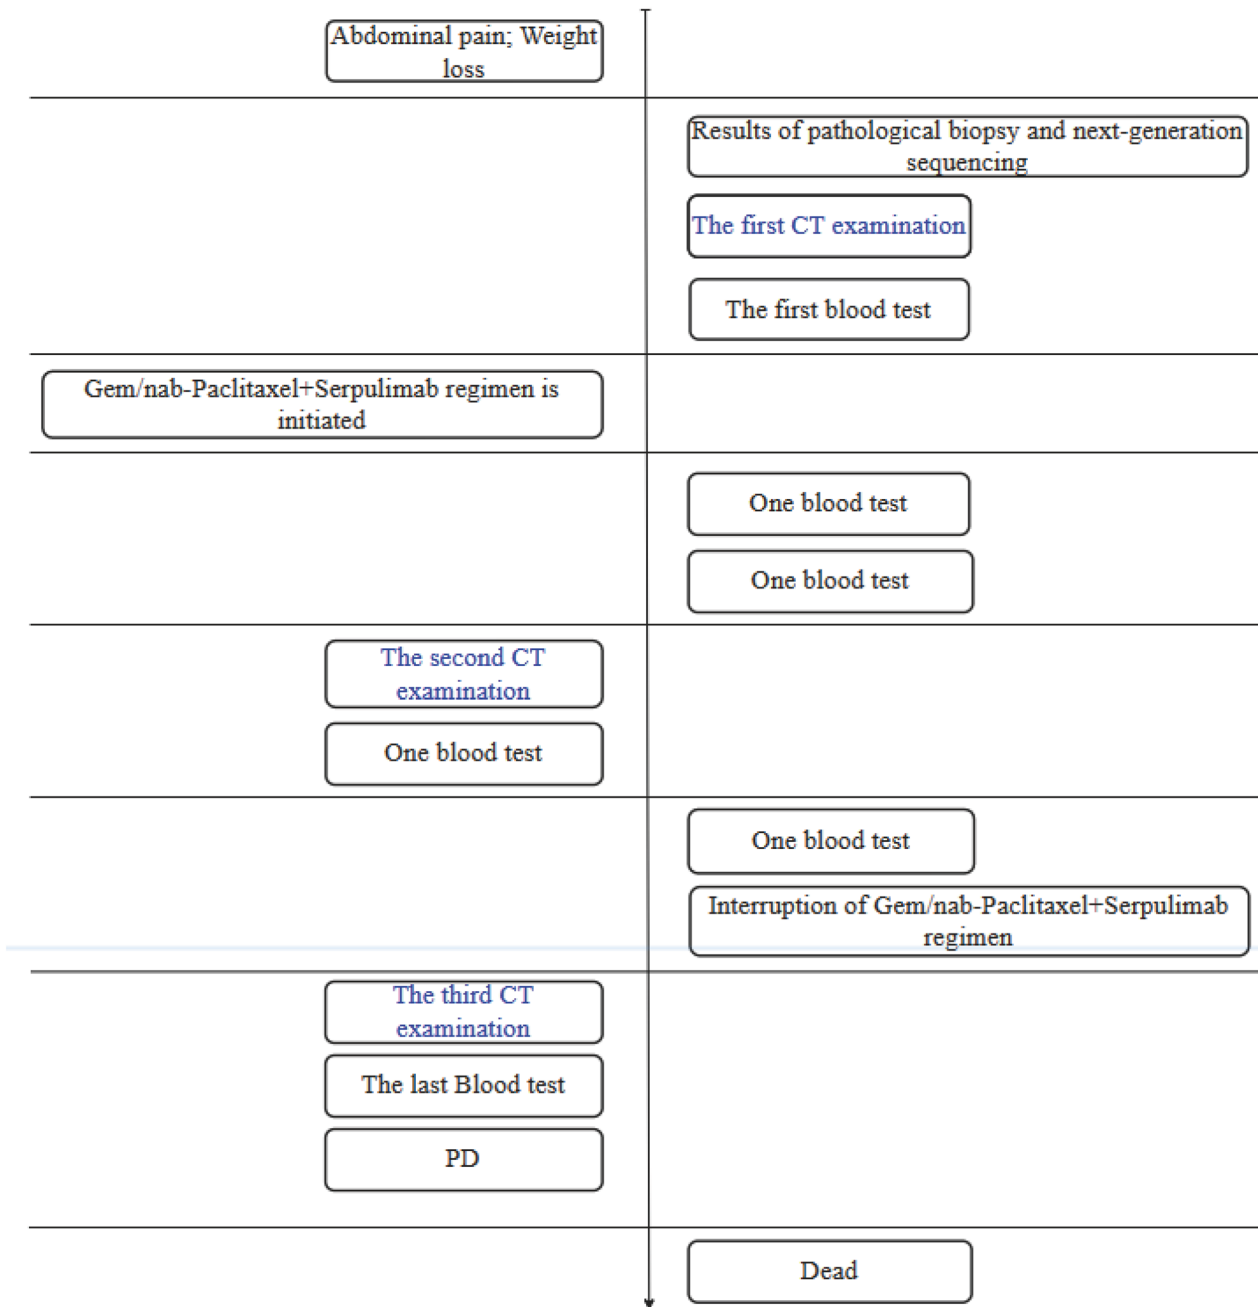 Abdominal pain; Weight
loss
Results of pathological biopsy and next-generation
sequencing
The first CT examination
The first blood test
Gem/nab-Paclitaxel+Serpulimab regimen is
initiated
One blood test
One blood test
The second CT
examination
One blood test
One blood test
Interruption of Gem/nab-Paclitaxel+Serpulimab
regimen
The third CT
examination
The last Blood test
PD
Dead